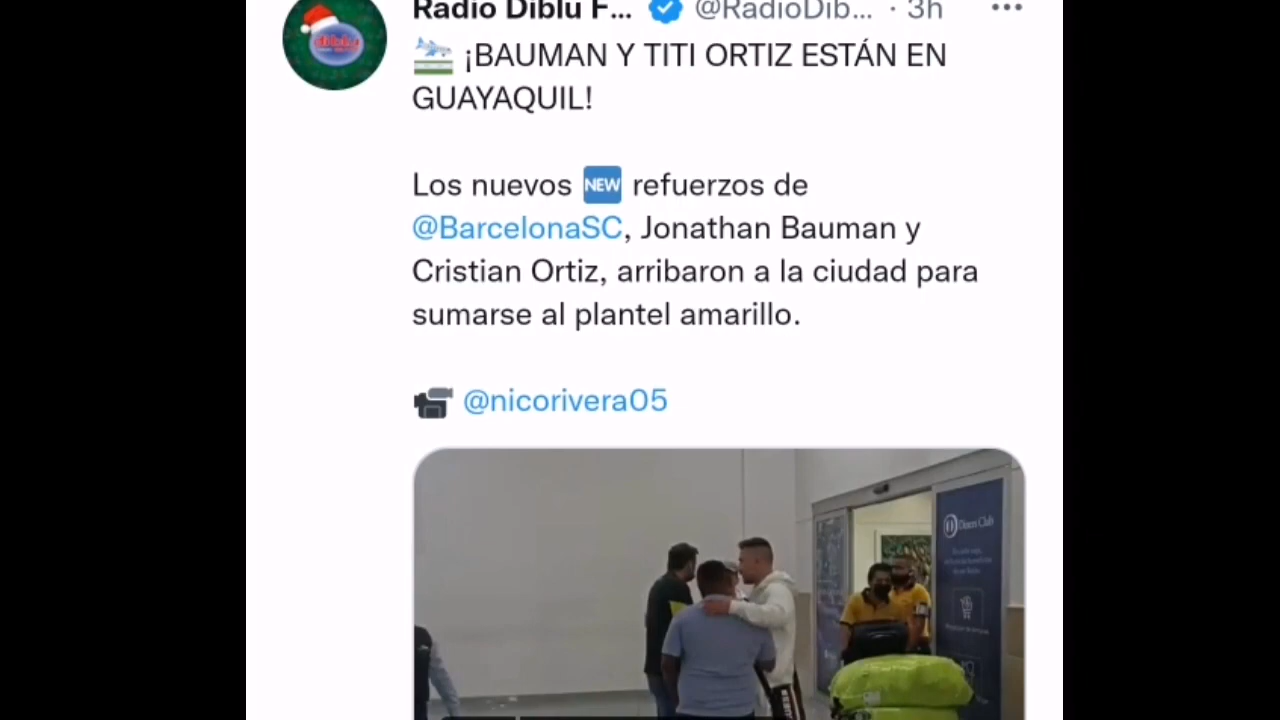 Radio Diblu F... @RadioDib... · 3h
¡BAUMAN Y TITI ORTIZ ESTÁN EN
GUAYAQUIL!
Los nuevos NEW refuerzos de
@BarcelonaSC, Jonathan Bauman y
Cristian Ortiz, arribaron a la ciudad para
sumarse al plantel amarillo.
@nicorivera05
diblu
Diners Club